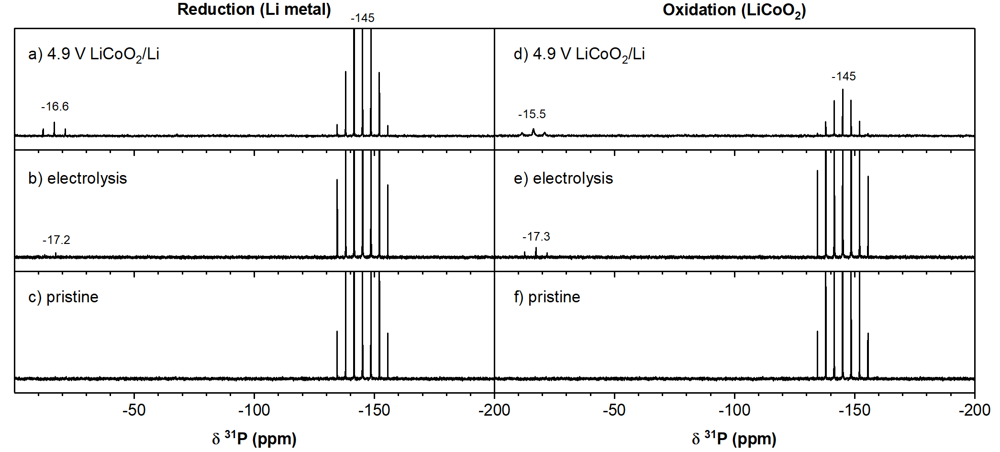 Reduction (Li metal)
Oxidation (LiCoO₂)
-145
a) 4.9 V LiCoO₂/Li
-16.6
d) 4.9 V LiCoO₂/Li
-145
-15.5
b) electrolysis
-17.2
e) electrolysis
-17.3
c) pristine
f) pristine
-50 -100 -150 -200 -50 -100 -150 -200
δ ³¹P (ppm)
δ ³¹P (ppm)